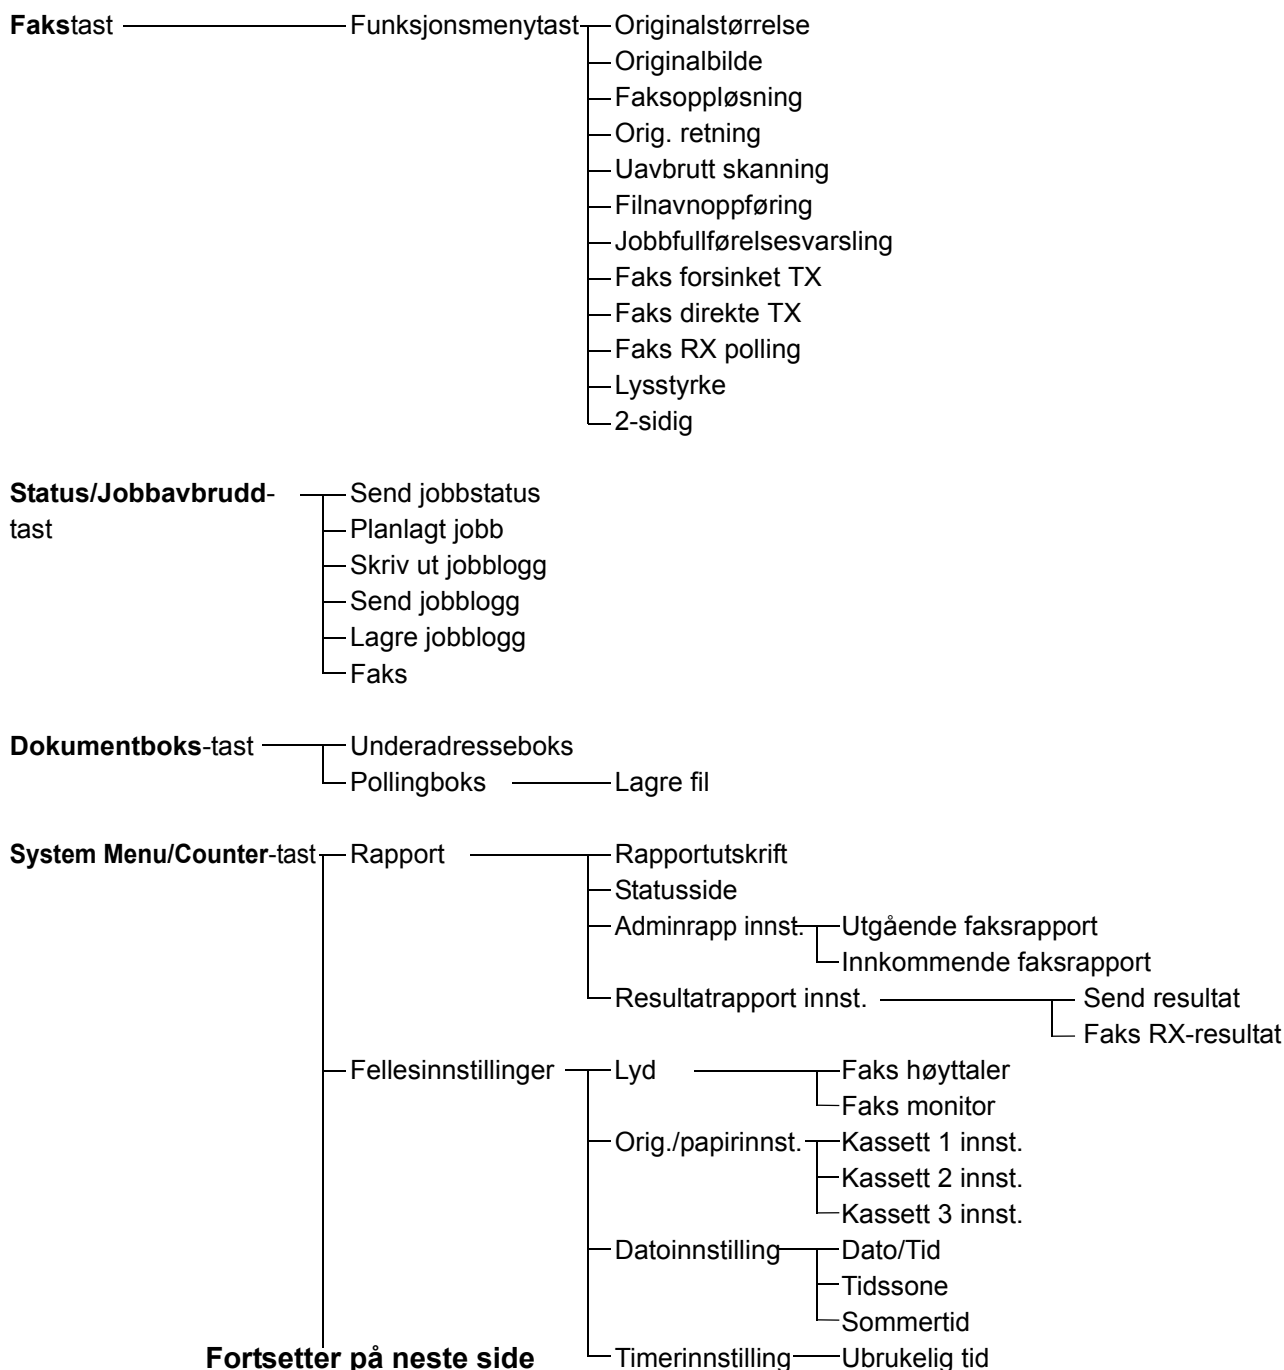 Fakstast Funksjonsmenytast Originalstørrelse
Originalbilde
Faksoppløsning
Orig. retning
Uavbrutt skanning
Filnavnoppføring
Jobbfullførelsesvarsling
Faks forsinket TX
Faks direkte TX
Faks RX polling
Lysstyrke
2-sidig
Status/Jobbavbrudd- Send jobbstatus
tast Planlagt jobb
Skriv ut jobblogg
Send jobblogg
Lagre jobblogg
Faks
Dokumentboks-tast Underadresseboks
Pollingboks Lagre fil
System Menu/Counter-tast Rapport Rapportutskrift
Statusside
Adminrapp innst. Utgående faksrapport
Innkommende faksrapport
Resultatrapport innst. Send resultat
Faks RX-resultat
Fellesinnstillinger Lyd Faks høyttaler
Faks monitor
Orig./papirinnst. Kassett 1 innst.
Kassett 2 innst.
Kassett 3 innst.
Datoinnstilling Dato/Tid
Tidssone
Sommertid
Fortsetter på neste side Timerinnstilling Ubrukelig tid